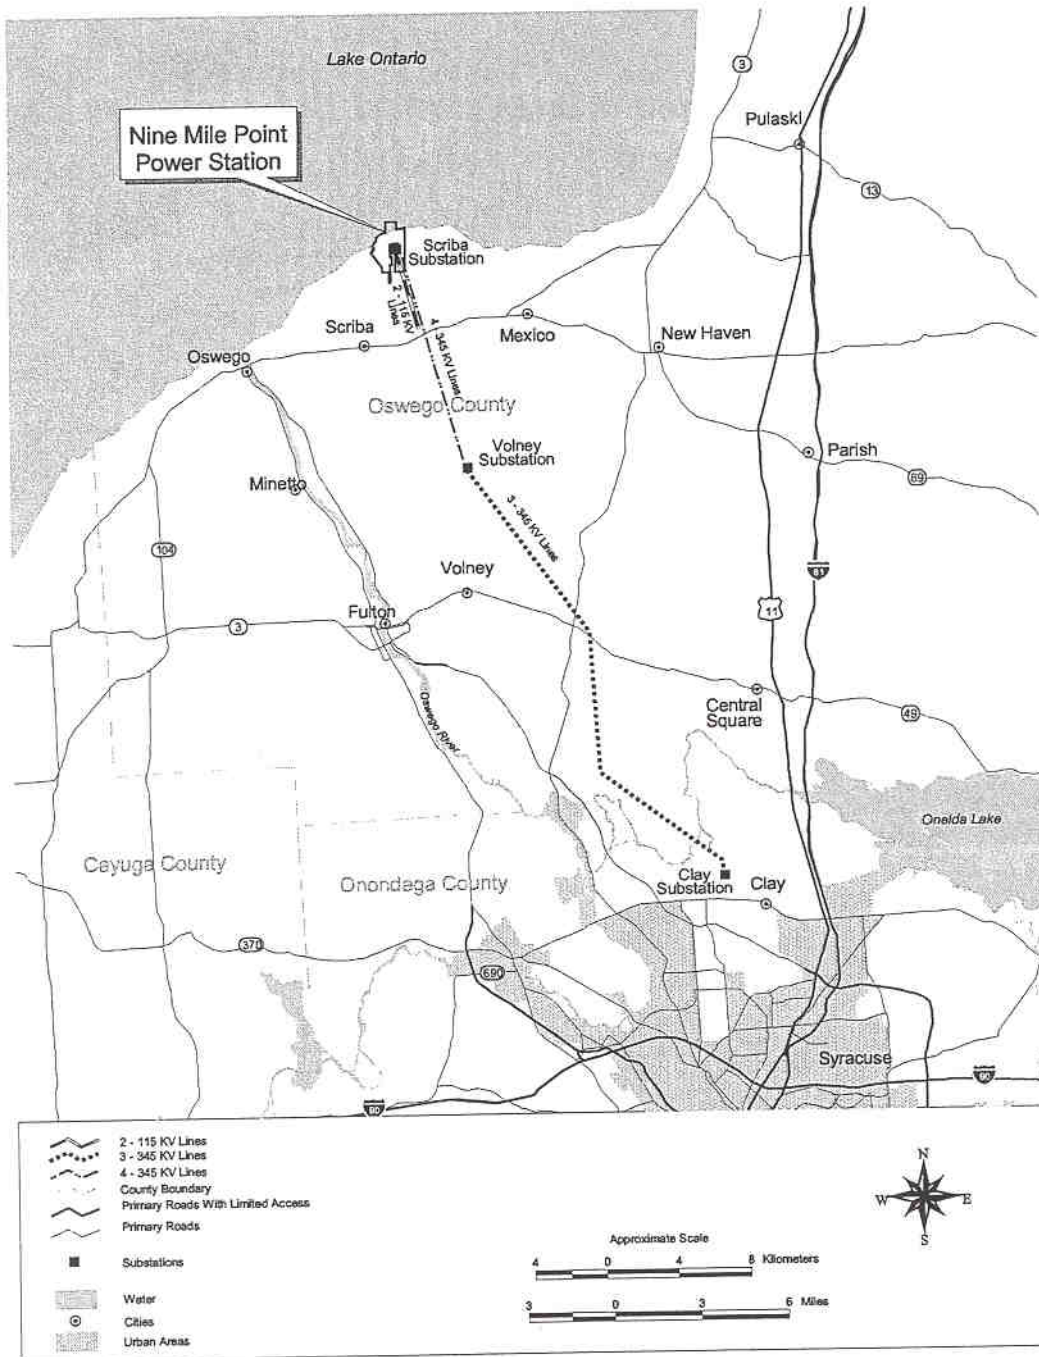 Lake Ontario
3
Pulaski
Nine Mile Point
Power Station
13
Scriba
Substation
2 - 115 KV
Lines
4 - 345 KV Lines
Scriba
Mexico
New Haven
Oswego
Oswego County
Volney
Substation
Parish
Minetto
69
3 - 345 KV Lines
104
81
Volney
11
Fulton
3
Central
Square
49
Oswego River
Oneida Lake
Cayuga County
Onondaga County
Clay
Substation
Clay
370
690
Syracuse
90
90
2 - 115 KV Lines
3 - 345 KV Lines
4 - 345 KV Lines
County Boundary
Primary Roads With Limited Access
Primary Roads
Substations
Water
Cities
Urban Areas
Approximate Scale
4 0 4 8 Kilometers
3 0 3 6 Miles
N
W E
S